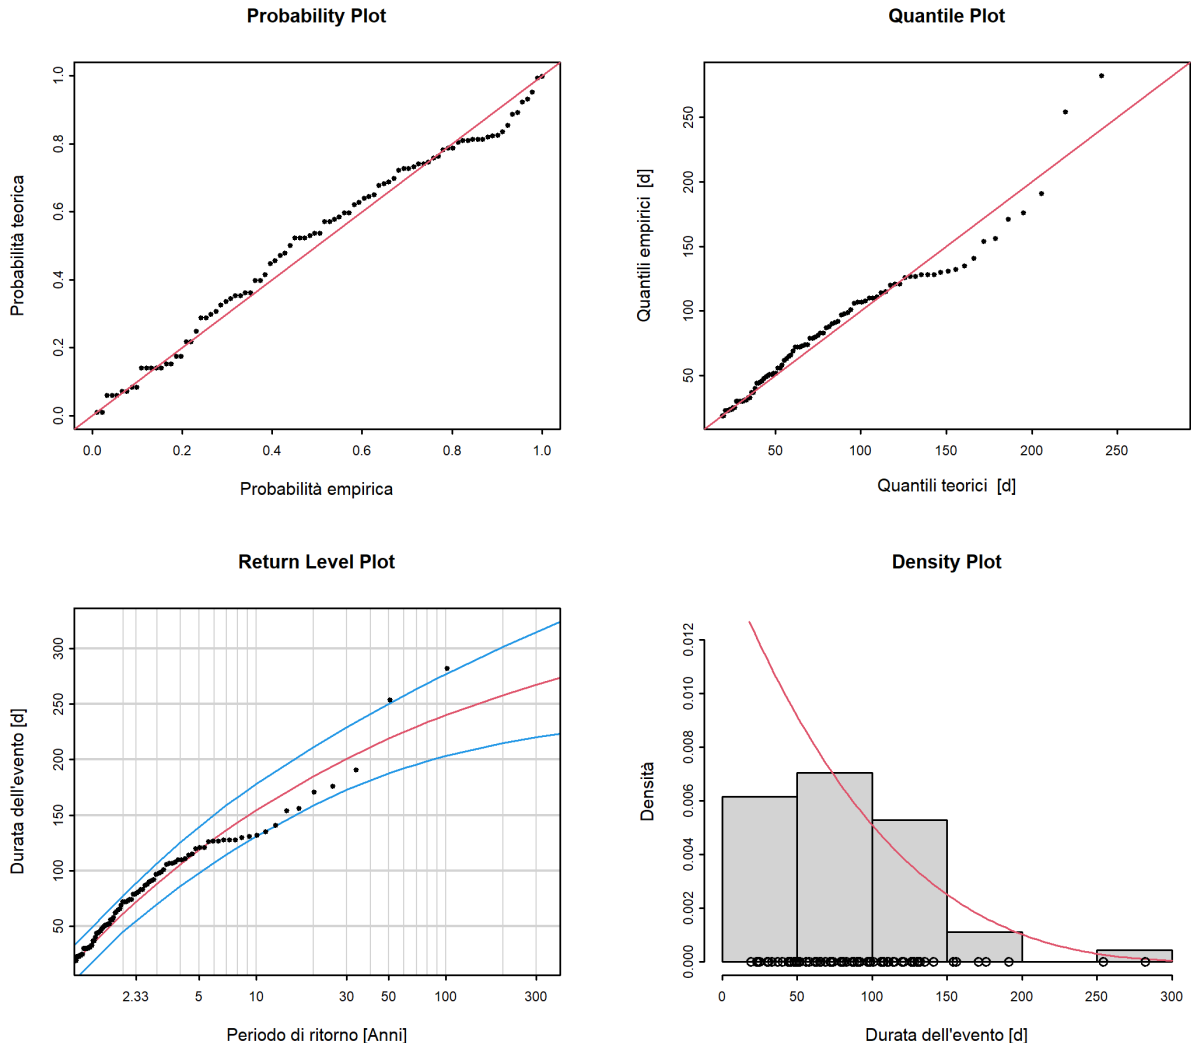 Probability Plot
Probabilità teorica
0.0 0.2 0.4 0.6 0.8 1.0
0.0 0.2 0.4 0.6 0.8 1.0
Probabilità empirica
Quantile Plot
Quantili empirici [d]
50 100 150 200 250
50 100 150 200 250
Quantili teorici [d]
Return Level Plot
Durata dell'evento [d]
50 100 150 200 250 300
2.33 5 10 30 50 100 300
Periodo di ritorno [Anni]
Density Plot
Densità
0.000 0.002 0.004 0.006 0.008 0.010 0.012
0 50 100 150 200 250 300
Durata dell'evento [d]